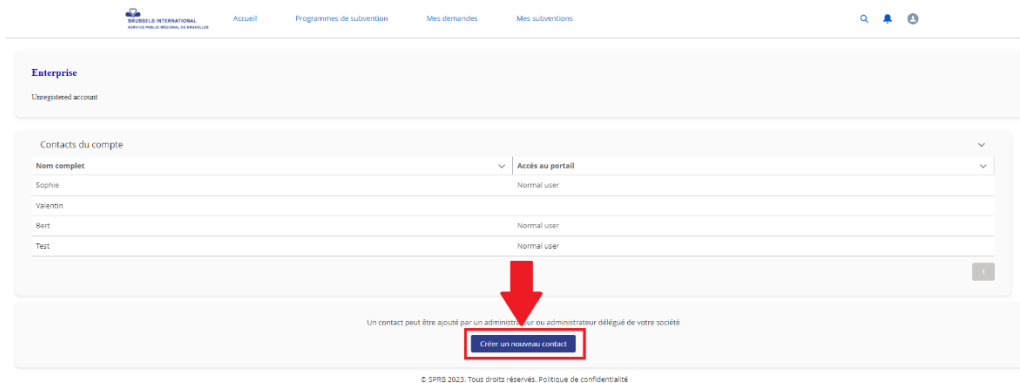 BRUSSELS INTERNATIONAL
SERVICE PUBLIC RÉGIONAL DE BRUXELLES
Accueil
Programmes de subvention
Mes demandes
Mes subventions
Enterprise
Unregistered account
Contacts du compte
Nom complet
Accès au portail
Sophie
Normal user
Valentin
Bert
Normal user
Test
Normal user
1
Un contact peut être ajouté par un administrateur ou administrateur délégué de votre société
Créer un nouveau contact
© SPRB 2023. Tous droits réservés. Politique de confidentialité